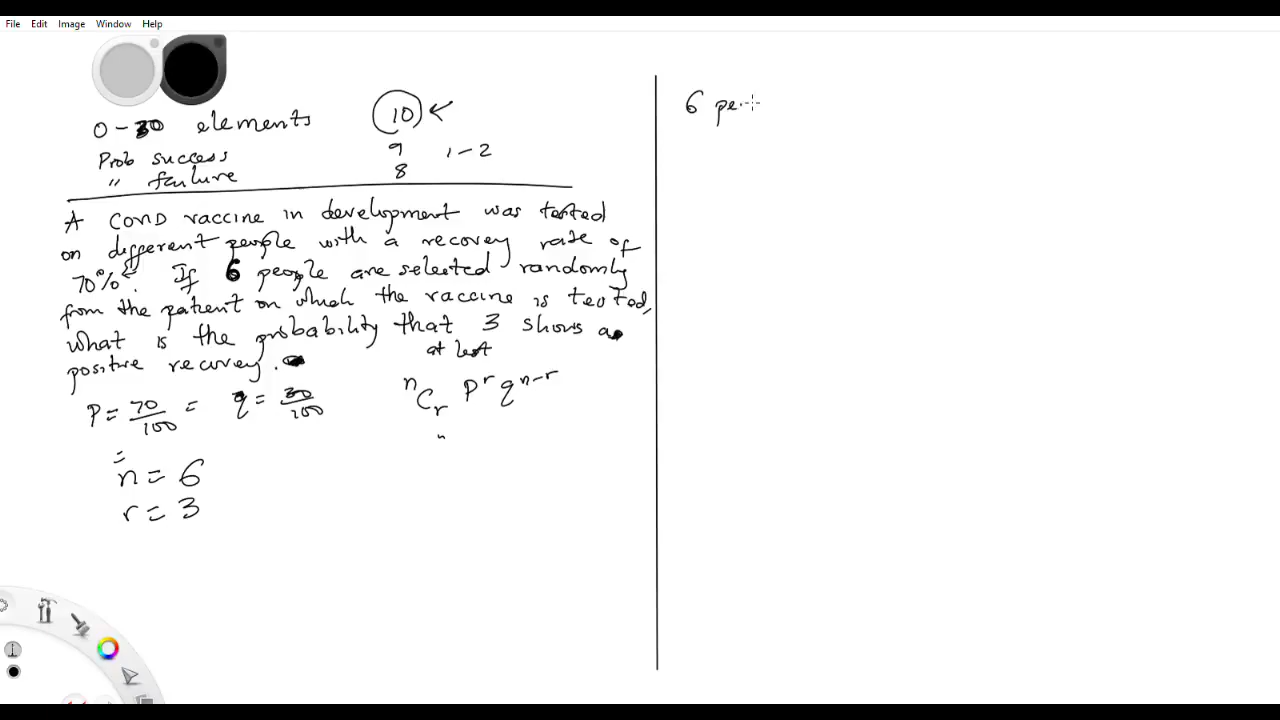 File Edit Image Window Help
0 - 30 elements
10
Prob success
9 1 - 2
" failure
8
A COVID vaccine in development was tested
on different people with a recovey rate of
70%. If 6 people are selected randomly
from the patient on which the vaccine is tested,
what is the probability that 3 shows a
at least
positive recovey.
P = 70/100 = q = 30/100
nCr P^r q^n-r
=
n = 6
r = 3
6 pe